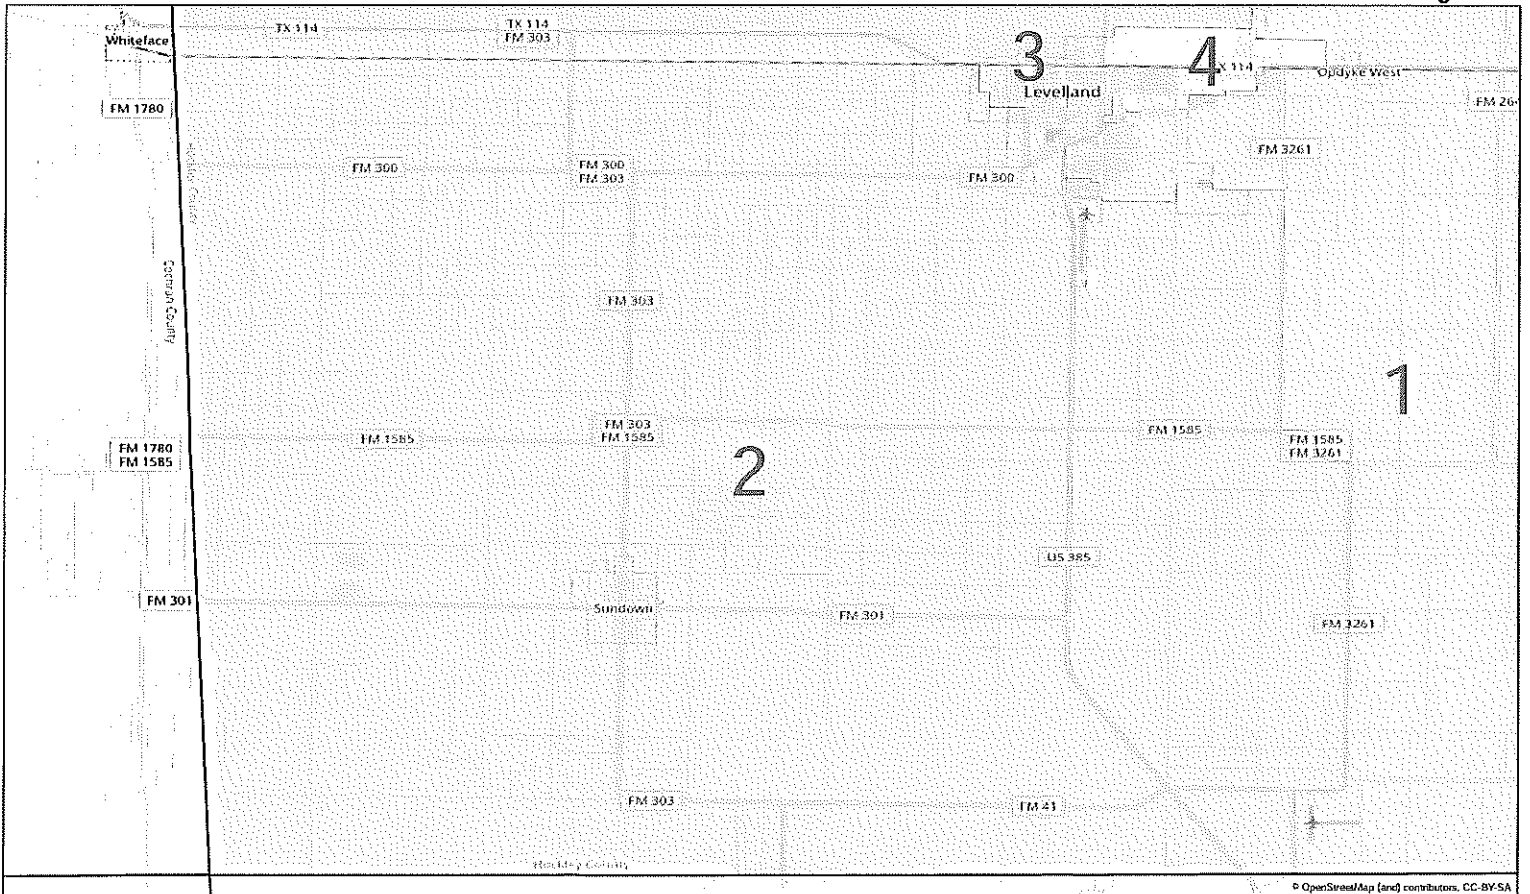 TX 114
TX 114
FM 303
Whiteface
3
4
X 114
Opdyke West
Levelland
FM 1780
FM 26
FM 3261
FM 300
FM 300
FM 303
FM 300
Cochran County
FM 303
1
FM 303
FM 1585
FM 1585
FM 1585
FM 1585
FM 3261
FM 1780
FM 1585
2
US 385
FM 301
Sundown
FM 301
FM 3261
FM 303
FM 41
Hockley County
© OpenStreetMap (and) contributors, CC-BY-SA